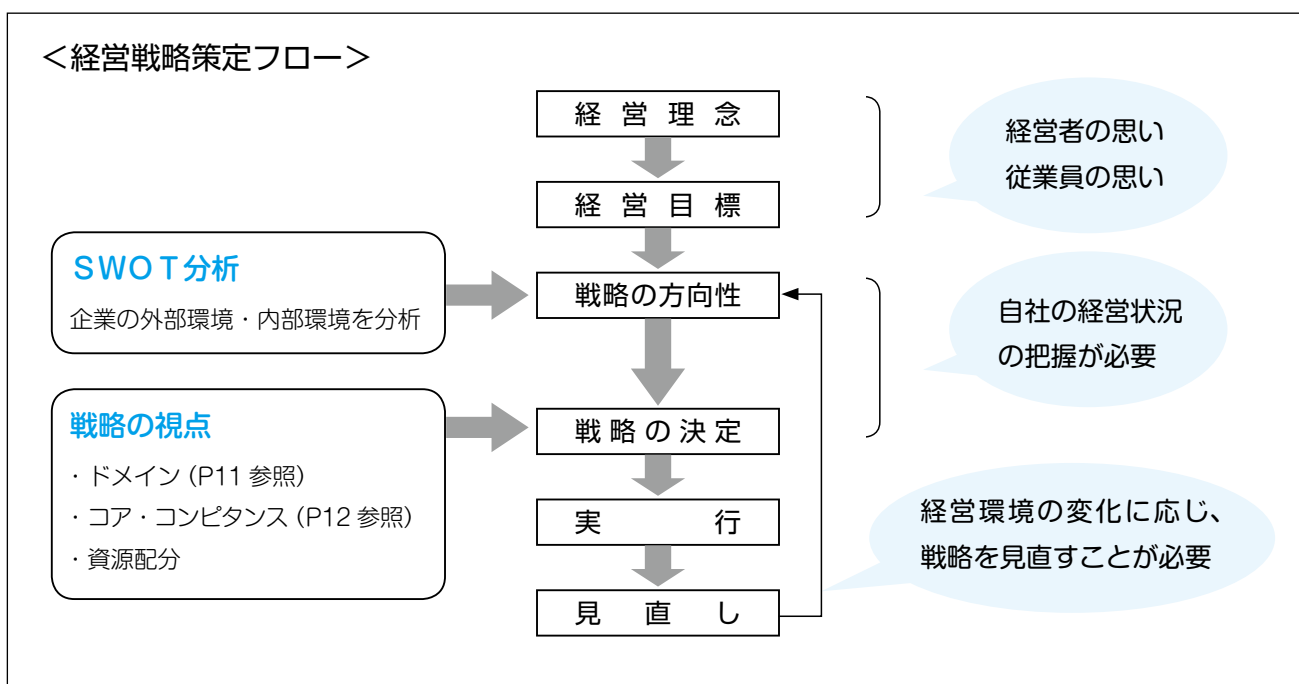 ＜経営戦略策定フロー＞
経営理念
経営目標
戦略の方向性
戦略の決定
実行
見直し
ＳＷＯＴ分析
企業の外部環境・内部環境を分析
戦略の視点
・ドメイン（P11 参照）
・コア・コンピタンス（P12 参照）
・資源配分
経営者の思い
従業員の思い
自社の経営状況
の把握が必要
経営環境の変化に応じ、
戦略を見直すことが必要